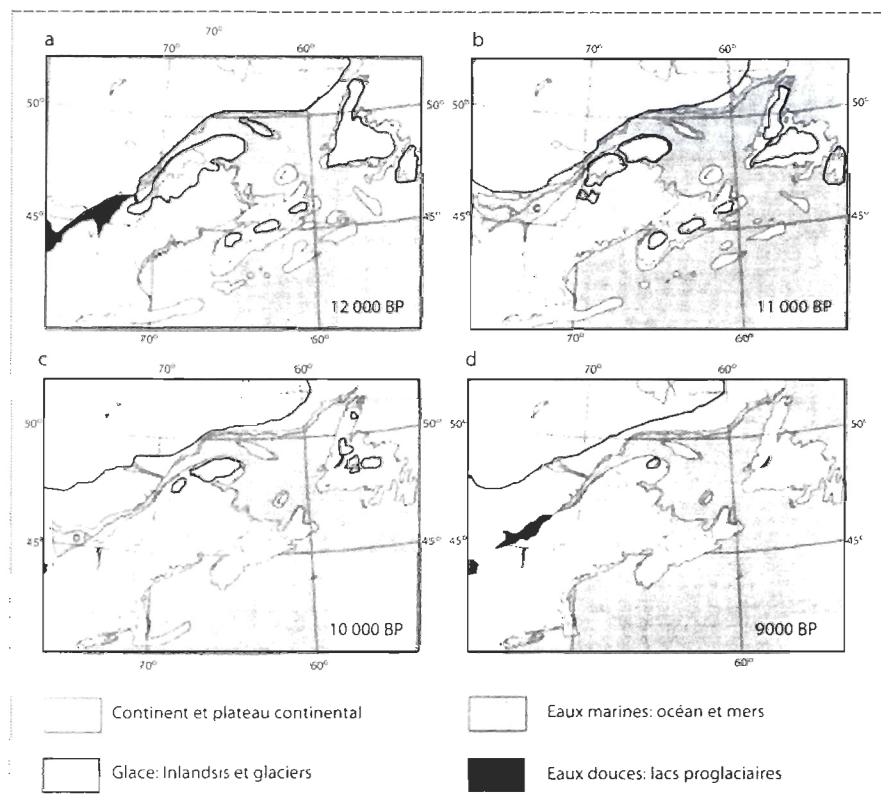 70°
a
70°
60°
b
70°
60°
50°
50°
50°
50°
45°
45°
45°
45°
12 000 BP
11 000 BP
70°
60°
70°
60°
c
70°
60°
d
70°
60°
50°
50°
50°
50°
45°
45°
45°
45°
10 000 BP
9000 BP
70°
60°
60°
Continent et plateau continental
Eaux marines: océan et mers
Glace: Inlandsis et glaciers
Eaux douces: lacs proglaciaires